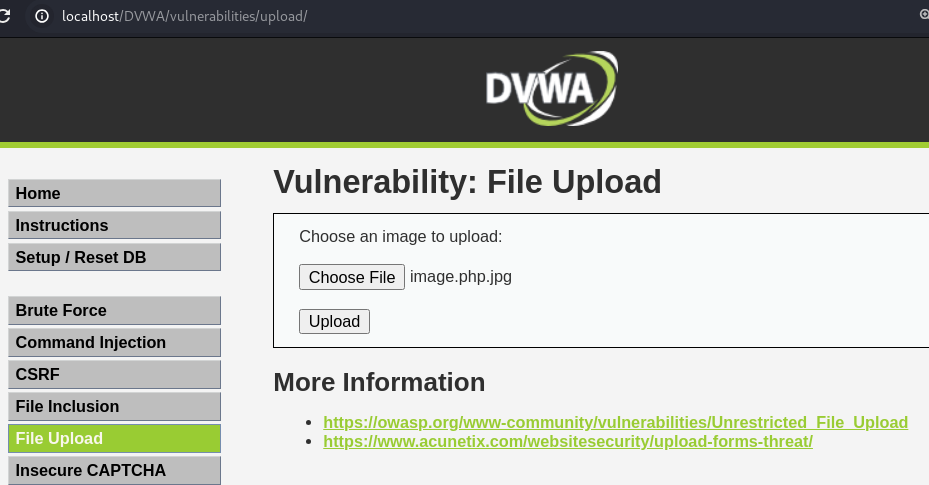 localhost/DVWA/vulnerabilities/upload/
DVWA
Vulnerability: File Upload
Home
Instructions
Setup / Reset DB
Brute Force
Command Injection
CSRF
File Inclusion
File Upload
Insecure CAPTCHA
Choose an image to upload:
Choose File image.php.jpg
Upload
More Information
https://owasp.org/www-community/vulnerabilities/Unrestricted_File_Upload
https://www.acunetix.com/websitesecurity/upload-forms-threat/